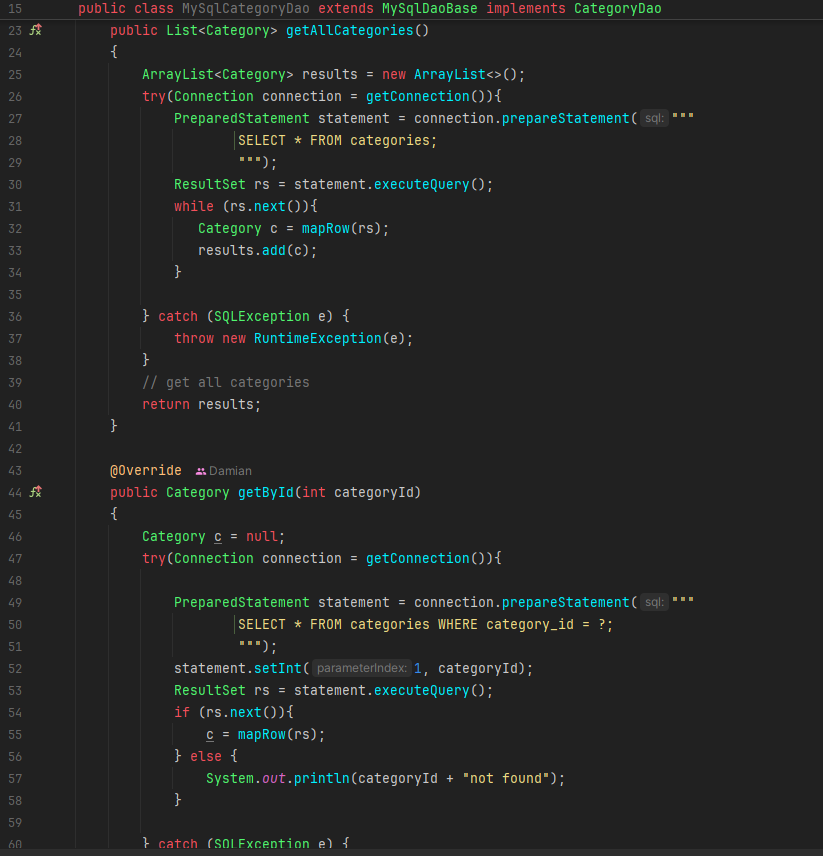 15 public class MySqlCategoryDao extends MySqlDaoBase implements CategoryDao
23 public List<Category> getAllCategories()
24 {
25 ArrayList<Category> results = new ArrayList<>();
26 try(Connection connection = getConnection()){
27 PreparedStatement statement = connection.prepareStatement( sql: """
28 SELECT * FROM categories;
29 """);
30 ResultSet rs = statement.executeQuery();
31 while (rs.next()){
32 Category c = mapRow(rs);
33 results.add(c);
34 }
35
36 } catch (SQLException e) {
37 throw new RuntimeException(e);
38 }
39 // get all categories
40 return results;
41 }
42
43 @Override Damian
44 public Category getById(int categoryId)
45 {
46 Category c = null;
47 try(Connection connection = getConnection()){
48
49 PreparedStatement statement = connection.prepareStatement( sql: """
50 SELECT * FROM categories WHERE category_id = ?;
51 """);
52 statement.setInt( parameterIndex: 1, categoryId);
53 ResultSet rs = statement.executeQuery();
54 if (rs.next()){
55 c = mapRow(rs);
56 } else {
57 System.out.println(categoryId + "not found");
58 }
59
60 } catch (SQLException e) {